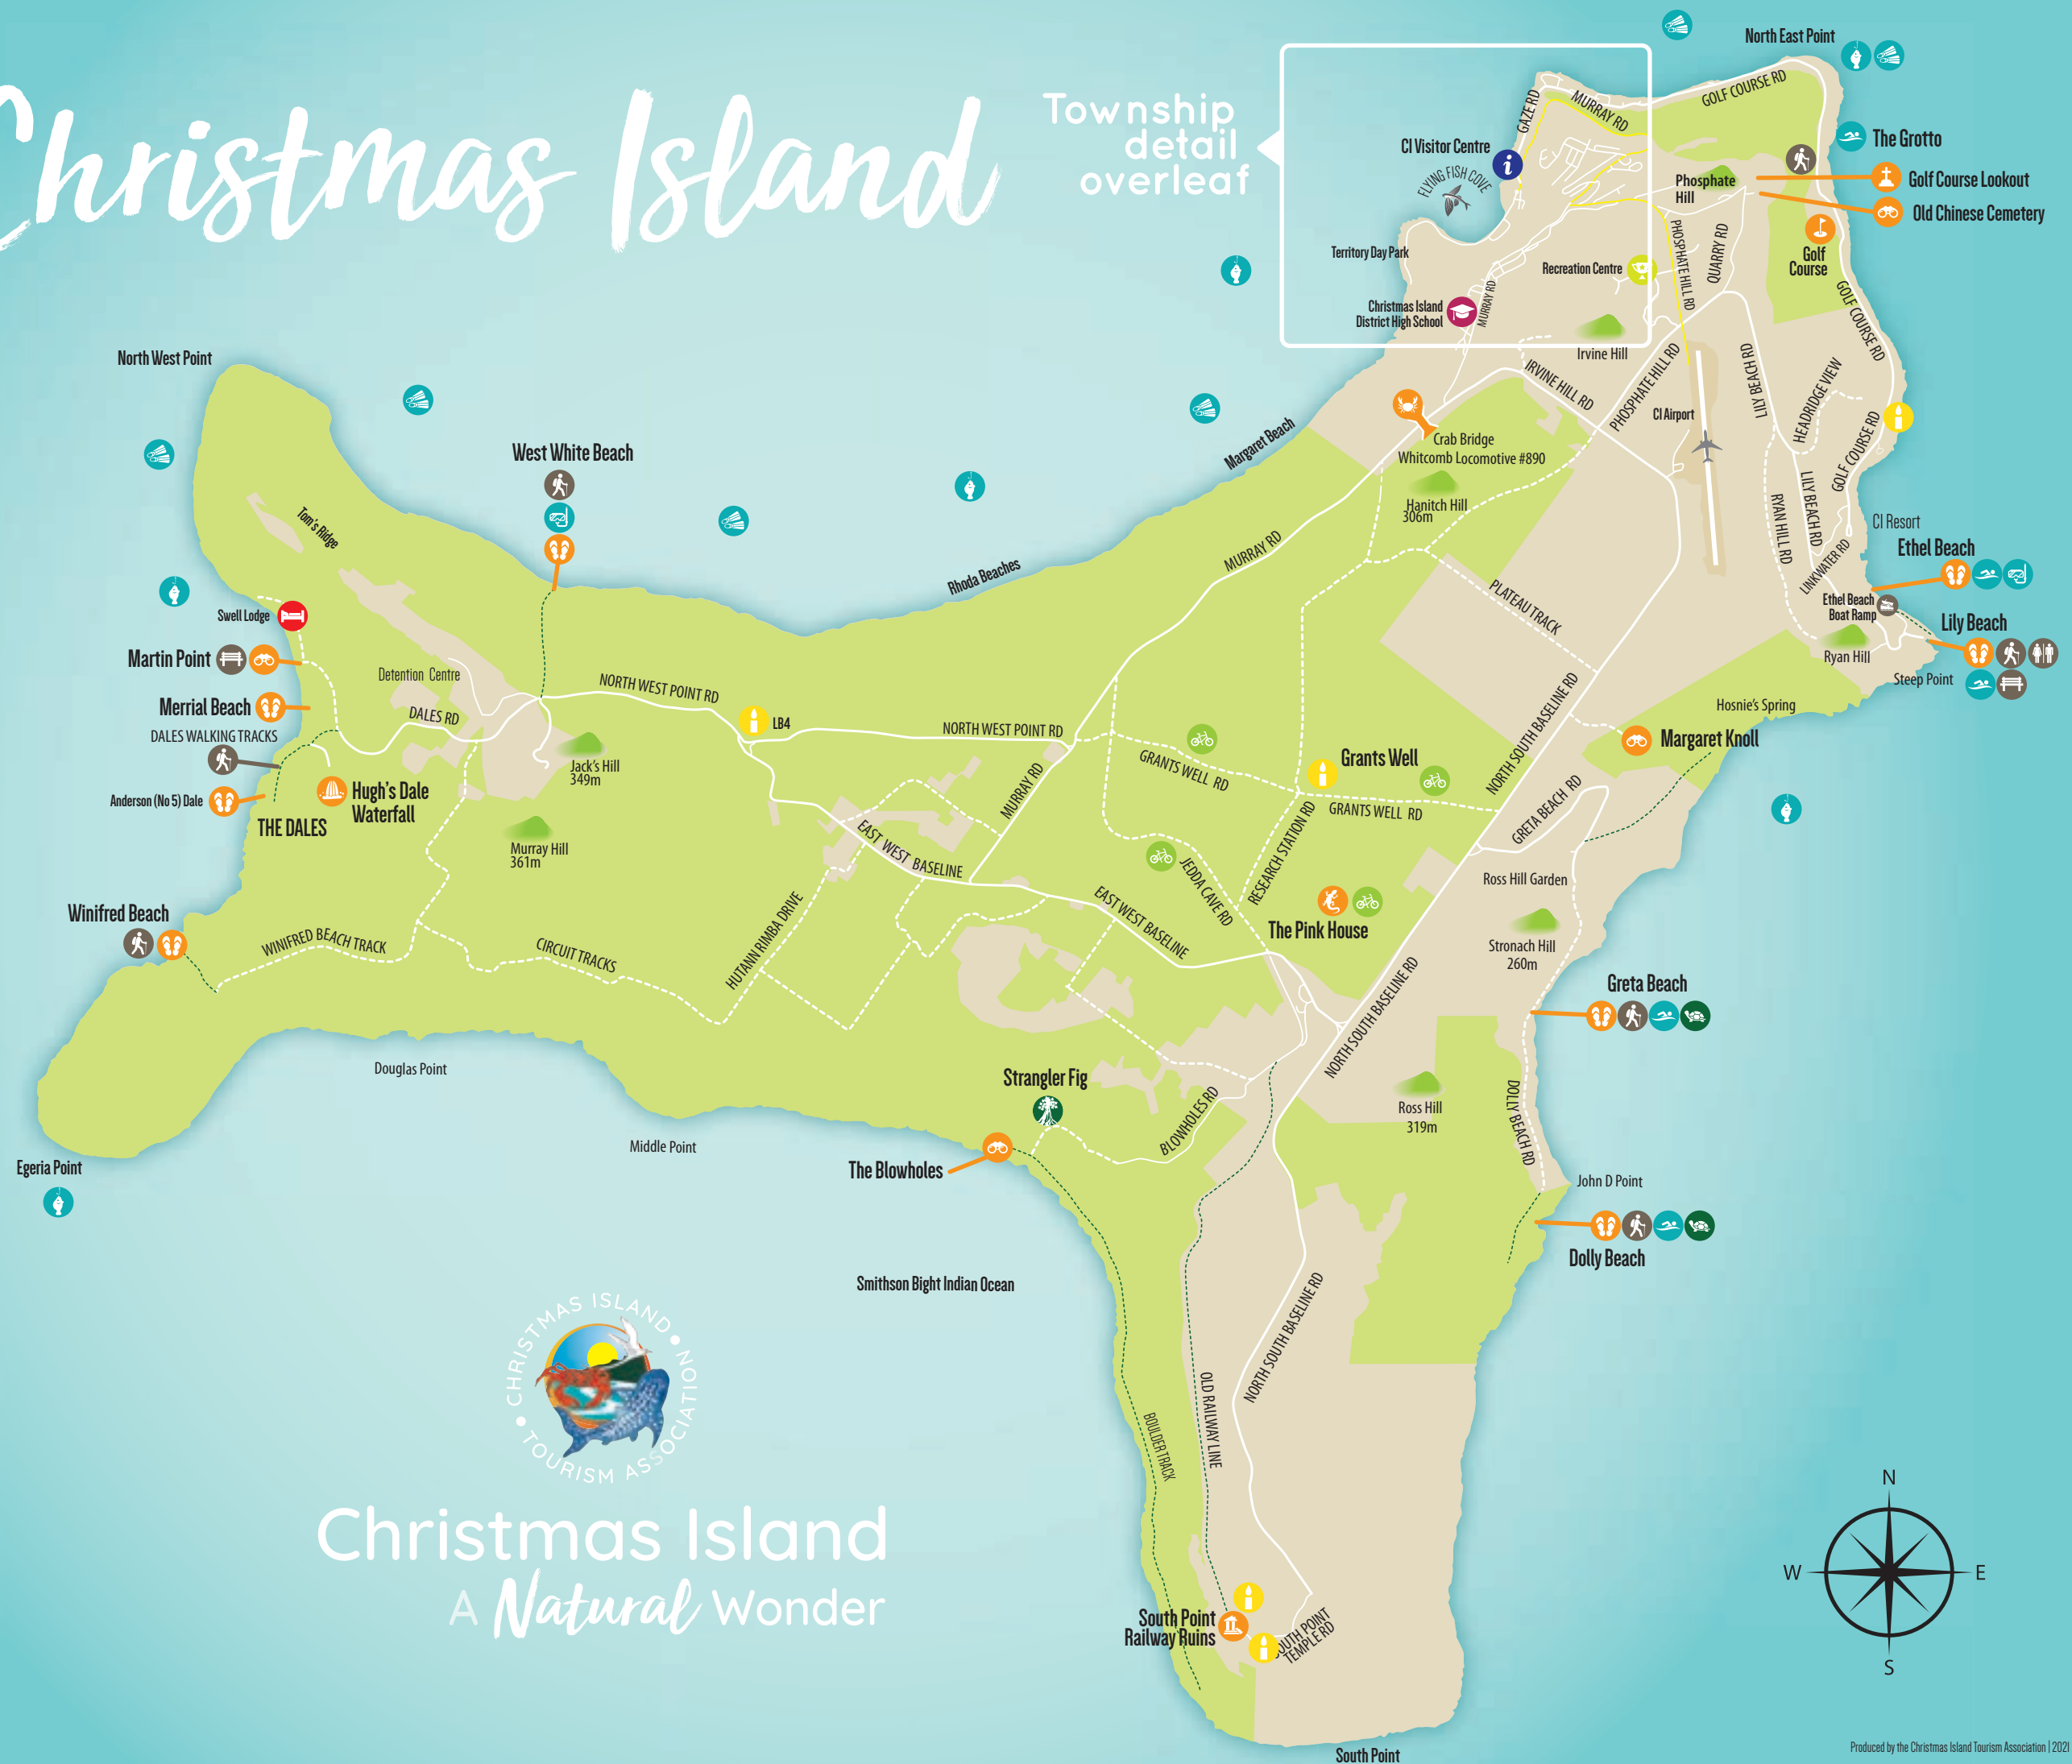 Christmas Island
Township
detail
overleaf
North East Point
GOLF COURSE RD
MURRAY RD
GAZE RD
CI Visitor Centre
FLYING FISH COVE
The Grotto
Golf Course Lookout
Old Chinese Cemetery
Phosphate
Hill
PHOSPHATE HILL RD
QUARRY RD
Golf
Course
Territory Day Park
Recreation Centre
Christmas Island
District High School
MURRAY RD
Irvine Hill
GOLF COURSE RD
IRVINE HILL RD
PHOSPHATE HILL RD
CI Airport
LILY BEACH RD
HEADRIDGE VIEW
GOLF COURSE RD
Crab Bridge
Whitcomb Locomotive #890
Hanitch Hill
306m
Margaret Beach
North West Point
West White Beach
Tom's Ridge
Rhoda Beaches
MURRAY RD
PLATEAU TRACK
RYAN HILL RD
LILY BEACH RD
LINKWATER RD
CI Resort
Ethel Beach
Ethel Beach
Boat Ramp
Lily Beach
Ryan Hill
Steep Point
Hosnie's Spring
Swell Lodge
Martin Point
Detention Centre
Merrial Beach
DALES RD
DALES WALKING TRACKS
Anderson (No 5) Dale
Hugh's Dale
Waterfall
THE DALES
Jack's Hill
349m
Murray Hill
361m
NORTH WEST POINT RD
LB4
NORTH WEST POINT RD
MURRAY RD
GRANTS WELL RD
Grants Well
GRANTS WELL RD
NORTH SOUTH BASELINE RD
Margaret Knoll
GRETA BEACH RD
EAST WEST BASELINE
JEDDA CAVE RD
RESEARCH STATION RD
The Pink House
Ross Hill Garden
Stronach Hill
260m
Winifred Beach
WINIFRED BEACH TRACK
CIRCUIT TRACKS
HUTANN RIMBA DRIVE
EAST WEST BASELINE
NORTH SOUTH BASELINE RD
Greta Beach
Douglas Point
Strangler Fig
BLOWHOLES RD
Ross Hill
319m
DOLLY BEACH RD
Middle Point
The Blowholes
Egeria Point
John D Point
Dolly Beach
Smithson Bight Indian Ocean
NORTH SOUTH BASELINE RD
OLD RAILWAY LINE
BOULDER TRACK
CHRISTMAS ISLAND
TOURISM ASSOCIATION
Christmas Island
A Natural Wonder
South Point
Railway Ruins
SOUTH POINT
TEMPLE RD
N
W
E
S
South Point
Produced by the Christmas Island Tourism Association | 2021